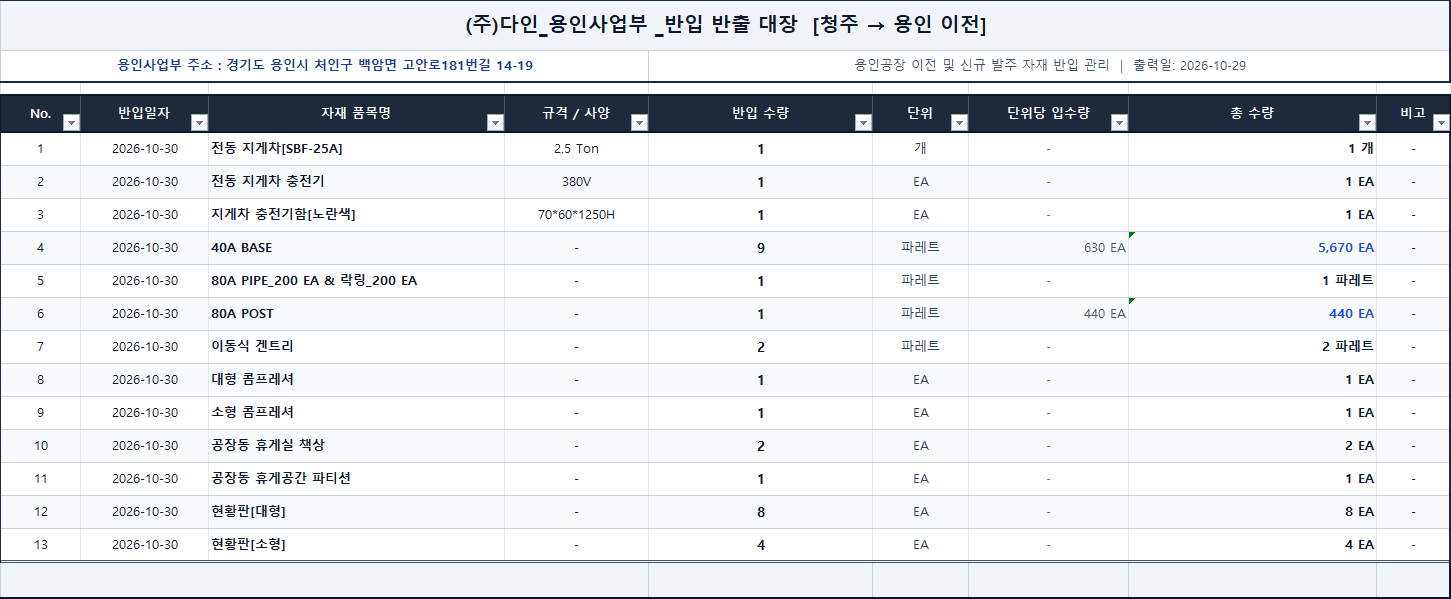 (주)다인_용인사업부 _반입 반출 대장 [청주 → 용인 이전]
용인사업부 주소 : 경기도 용인시 처인구 백암면 고안로181번길 14-19 용인공장 이전 및 신규 발주 자재 반입 관리 | 출력일: 2026-10-29
No. 반입일자 자재 품목명 규격 / 사양 반입 수량 단위 단위당 입수량 총 수량 비고
1 2026-10-30 전동 지게차[SBF-25A] 2.5 Ton 1 개 - 1 개 -
2 2026-10-30 전동 지게차 충전기 380V 1 EA - 1 EA -
3 2026-10-30 지게차 충전기함[노란색] 70*60*1250H 1 EA - 1 EA -
4 2026-10-30 40A BASE - 9 파레트 630 EA 5,670 EA -
5 2026-10-30 80A PIPE_200 EA & 락링_200 EA - 1 파레트 - 1 파레트 -
6 2026-10-30 80A POST - 1 파레트 440 EA 440 EA -
7 2026-10-30 이동식 겐트리 - 2 파레트 - 2 파레트 -
8 2026-10-30 대형 콤프레셔 - 1 EA - 1 EA -
9 2026-10-30 소형 콤프레셔 - 1 EA - 1 EA -
10 2026-10-30 공장동 휴게실 책상 - 2 EA - 2 EA -
11 2026-10-30 공장동 휴게공간 파티션 - 1 EA - 1 EA -
12 2026-10-30 현황판[대형] - 8 EA - 8 EA -
13 2026-10-30 현황판[소형] - 4 EA - 4 EA -